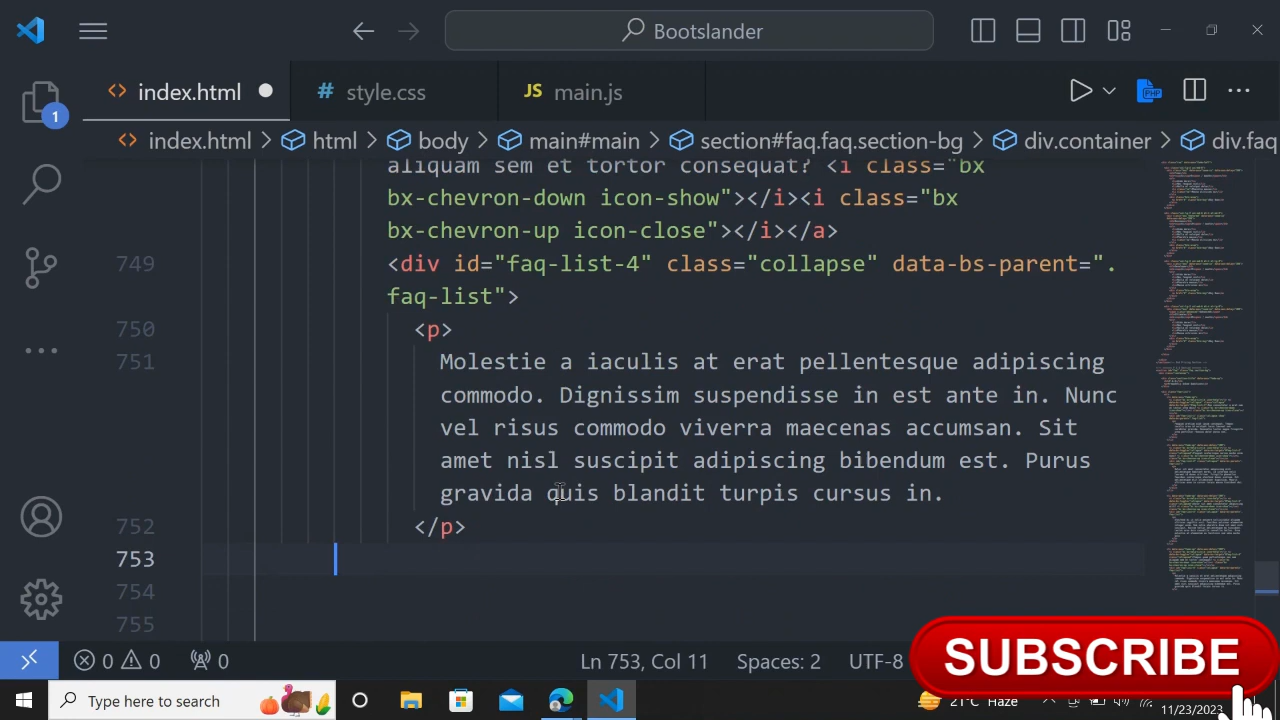 Bootslander
index.html
# style.css
JS main.js
PHP
1
index.html > html > body > main#main > section#faq.faq.section-bg > div.container > div.faq
aliquam sem et tortor consequat? <i class="bx
bx-chevron-down icon-show"></i><i class="bx
bx-chevron-up icon-close"></i></a>
749 <div id="faq-list-4" class="collapse" data-bs-parent=".
faq-list">
750 <p>
751 Molestie a iaculis at erat pellentesque adipiscing
commodo. Dignissim suspendisse in est ante in. Nunc
vel risus commodo viverra maecenas accumsan. Sit
amet nisl suscipit adipiscing bibendum est. Purus
gravida quis blandit turpis cursus in.
752 </p>
753
754
755
0 0 0 Ln 753, Col 11 Spaces: 2 UTF-8
SUBSCRIBE
Type here to search
21°C Haze
11/23/2023